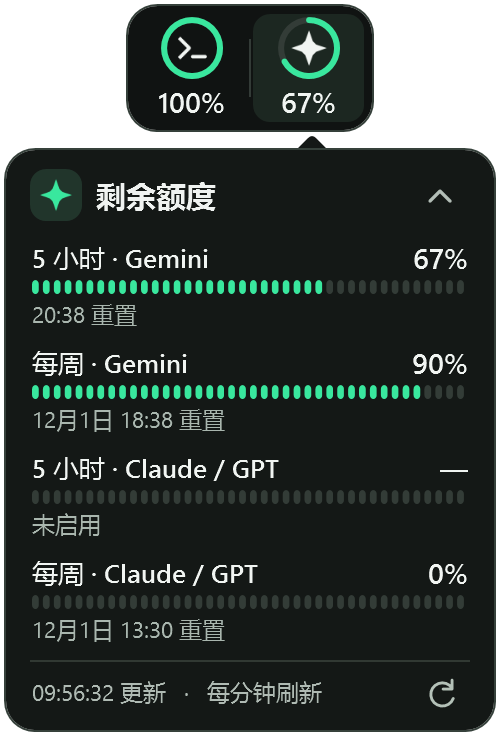 100% 67%
剩余额度
5 小时 · Gemini 67%
20:38 重置
每周 · Gemini 90%
12月1日 18:38 重置
5 小时 · Claude / GPT —
未启用
每周 · Claude / GPT 0%
12月1日 13:30 重置
09:56:32 更新 · 每分钟刷新